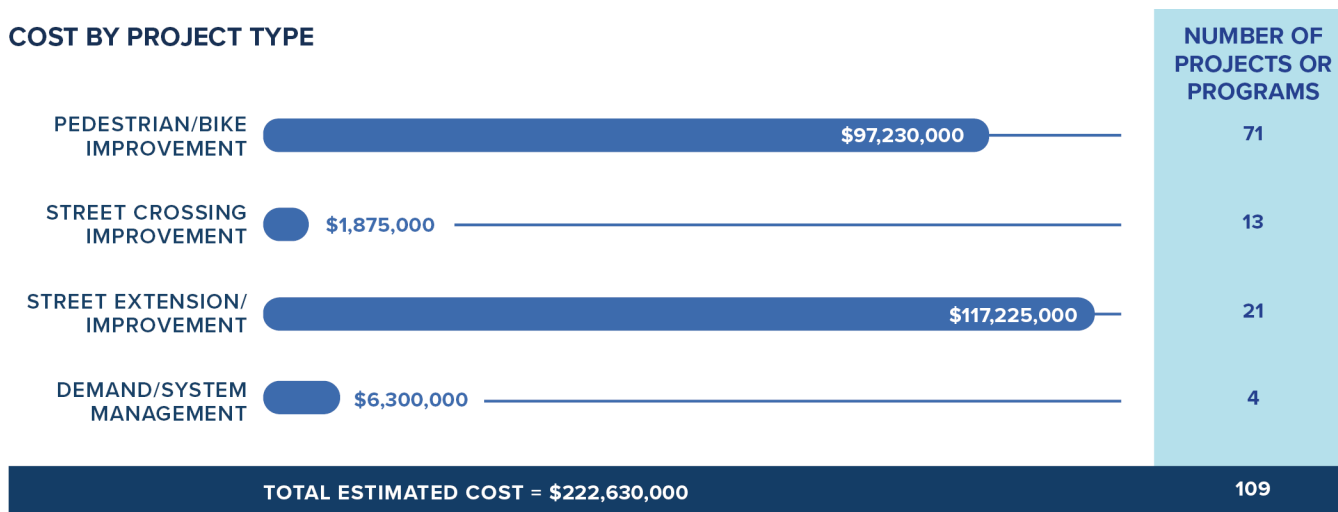 COST BY PROJECT TYPE
NUMBER OF
PROJECTS OR
PROGRAMS
PEDESTRIAN/BIKE
IMPROVEMENT
$97,230,000
71
STREET CROSSING
IMPROVEMENT
$1,875,000
13
STREET EXTENSION/
IMPROVEMENT
$117,225,000
21
DEMAND/SYSTEM
MANAGEMENT
$6,300,000
4
TOTAL ESTIMATED COST = $222,630,000
109